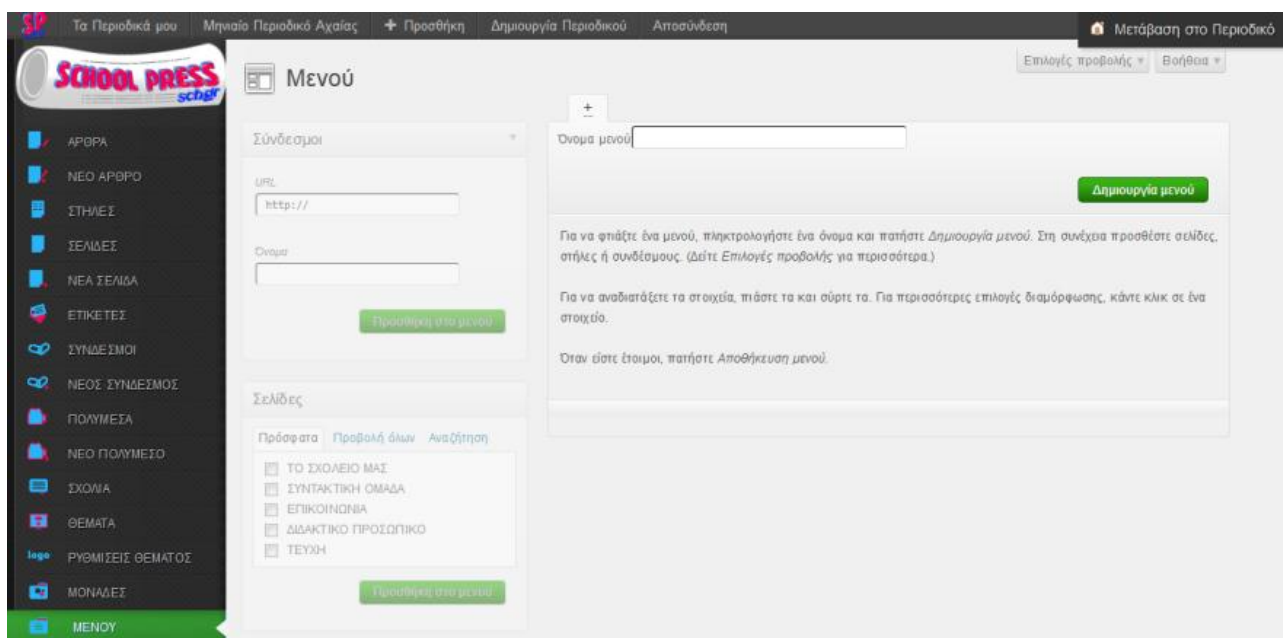 SP Τα Περιοδικά μου Μηνιαίο Περιοδικό Αχαίας + Προσθήκη Δημιουργία Περιοδικού Αποσύνδεση Μετάβαση στο Περιοδικό
SCHOOL PRESS
schgr
Μενού
Επιλογές προβολής Βοήθεια
ΑΡΘΡΑ
ΝΕΟ ΑΡΘΡΟ
ΣΤΗΛΕΣ
ΣΕΛΙΔΕΣ
ΝΕΑ ΣΕΛΙΔΑ
ΕΤΙΚΕΤΕΣ
ΣΥΝΔΕΣΜΟΙ
ΝΕΟΣ ΣΥΝΔΕΣΜΟΣ
ΠΟΛΥΜΕΣΑ
ΝΕΟ ΠΟΛΥΜΕΣΟ
ΣΧΟΛΙΑ
ΘΕΜΑΤΑ
logo ΡΥΘΜΙΣΕΙΣ ΘΕΜΑΤΟΣ
ΜΟΝΑΔΕΣ
ΜΕΝΟΥ
Σύνδεσμοι
URL
http://
Όνομα
Προσθήκη στο μενού
Σελίδες
Πρόσφατα Προβολή όλων Αναζήτηση
ΤΟ ΣΧΟΛΕΙΟ ΜΑΣ
ΣΥΝΤΑΚΤΙΚΗ ΟΜΑΔΑ
ΕΠΙΚΟΙΝΩΝΙΑ
ΔΙΔΑΚΤΙΚΟ ΠΡΟΣΩΠΙΚΟ
ΤΕΥΧΗ
Προσθήκη στο μενού
+
Όνομα μενού
Δημιουργία μενού
Για να φτιάξτε ένα μενού, πληκτρολογήστε ένα όνομα και πατήστε Δημιουργία μενού. Στη συνέχεια προσθέστε σελίδες,
στήλες ή συνδέσμους. (Δείτε Επιλογές προβολής για περισσότερα.)
Για να αναδιατάξετε τα στοιχεία, πιάστε τα και σύρτε τα. Για περισσότερες επιλογές διαμόρφωσης, κάντε κλικ σε ένα
στοιχείο.
Όταν είστε έτοιμοι, πατήστε Αποθήκευση μενού.